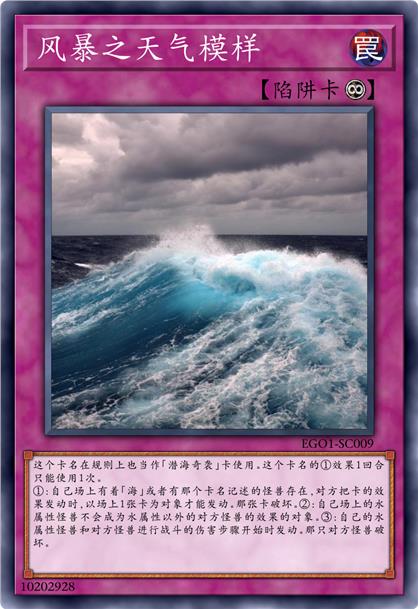 风暴之天气模样
罠
【陷阱卡♾】
EGO1-SC009
这个卡名在规则上也当作「潜海奇袭」卡使用。这个卡名的①效果1回合
只能使用1次。
①:自己场上有着「海」或者有那个卡名记述的怪兽存在,对方把卡的效
果发动时,以场上1张卡为对象才能发动。那张卡破坏。②:自己场上的水
属性怪兽不会成为水属性以外的对方怪兽的效果的对象。③:自己的水
属性怪兽和对方怪兽进行战斗的伤害步骤开始时发动。那只对方怪兽破
坏。
10202928